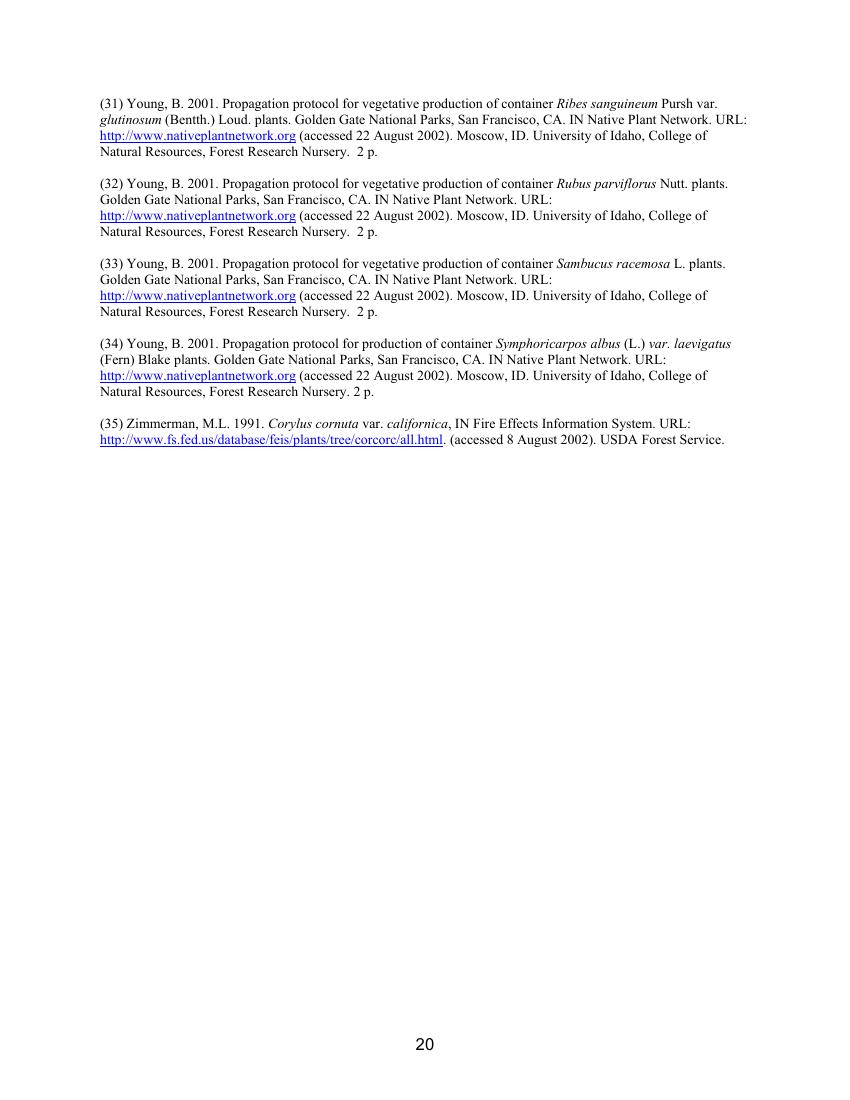 (31) Young, B. 2001. Propagation protocol for vegetative production of container Ribes sanguineum Pursh var.
glutinosum (Bentth.) Loud. plants. Golden Gate National Parks, San Francisco, CA. IN Native Plant Network. URL:
http://www.nativeplantnetwork.org (accessed 22 August 2002). Moscow, ID. University of Idaho, College of
Natural Resources, Forest Research Nursery.  2 p.
(32) Young, B. 2001. Propagation protocol for vegetative production of container Rubus parviflorus Nutt. plants.
Golden Gate National Parks, San Francisco, CA. IN Native Plant Network. URL:
http://www.nativeplantnetwork.org (accessed 22 August 2002). Moscow, ID. University of Idaho, College of
Natural Resources, Forest Research Nursery.  2 p.
(33) Young, B. 2001. Propagation protocol for vegetative production of container Sambucus racemosa L. plants.
Golden Gate National Parks, San Francisco, CA. IN Native Plant Network. URL:
http://www.nativeplantnetwork.org (accessed 22 August 2002). Moscow, ID. University of Idaho, College of
Natural Resources, Forest Research Nursery.  2 p.
(34) Young, B. 2001. Propagation protocol for production of container Symphoricarpos albus (L.) var. laevigatus
(Fern) Blake plants. Golden Gate National Parks, San Francisco, CA. IN Native Plant Network. URL:
http://www.nativeplantnetwork.org (accessed 22 August 2002). Moscow, ID. University of Idaho, College of
Natural Resources, Forest Research Nursery. 2 p.
(35) Zimmerman, M.L. 1991. Corylus cornuta var. californica, IN Fire Effects Information System. URL:
http://www.fs.fed.us/database/feis/plants/tree/corcorc/all.html. (accessed 8 August 2002). USDA Forest Service.
20